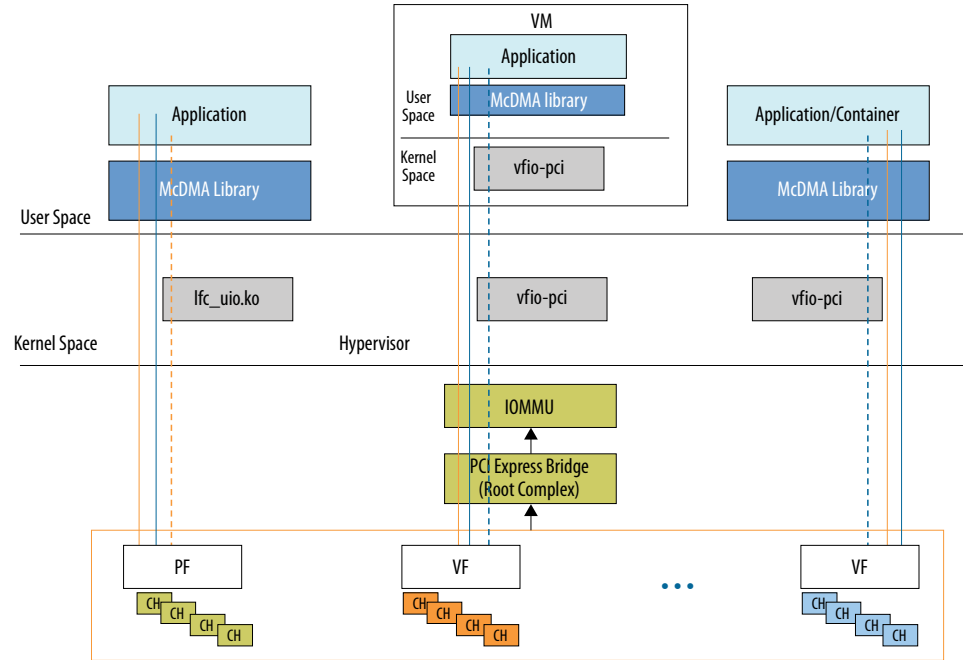 VM
Application
User
Space
McDMA library
Kernel
Space
vfio-pci
Application
McDMA Library
Application/Container
McDMA Library
User Space
lfc_uio.ko
vfio-pci
vfio-pci
Kernel Space
Hypervisor
IOMMU
PCI Express Bridge
(Root Complex)
PF
VF
...
VF
CH
CH
CH
CH
CH
CH
CH
CH
CH
CH
CH
CH